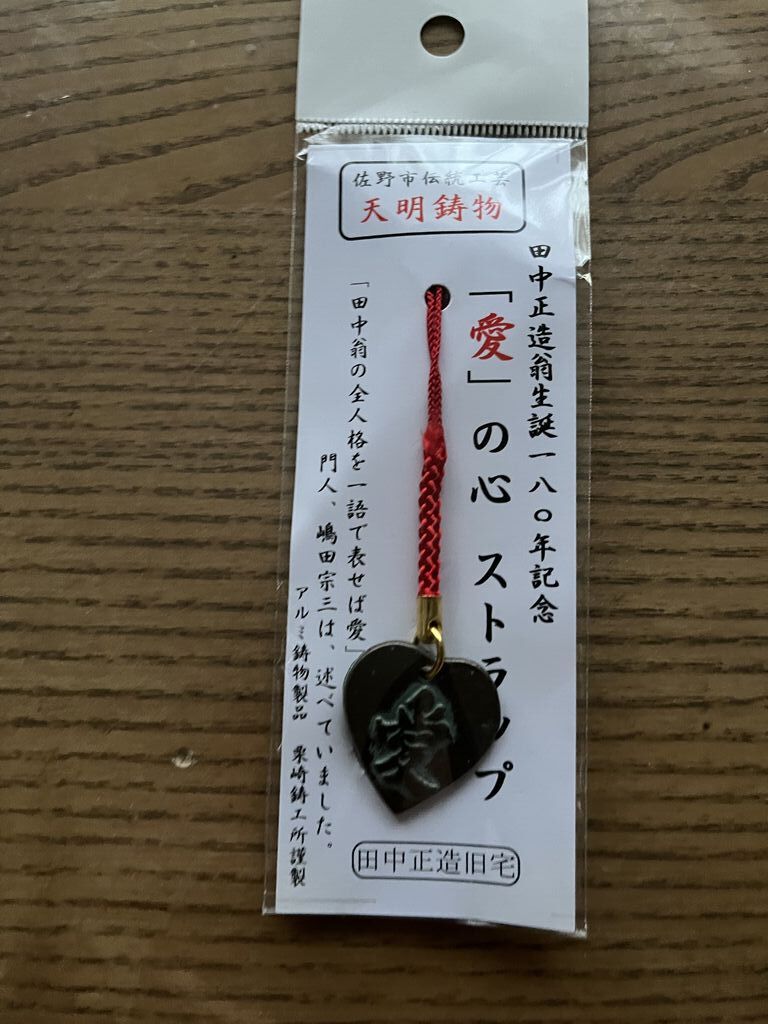 佐野市伝統工芸
天明鋳物
田中正造翁生誕一八〇年記念
「愛」の心 ストラップ
「田中翁の全人格を一語で表せば愛」
門人、嶋田宗三は、述べていました。
アルミ鋳物製品 栗崎鋳工所謹製
愛
田中正造旧宅